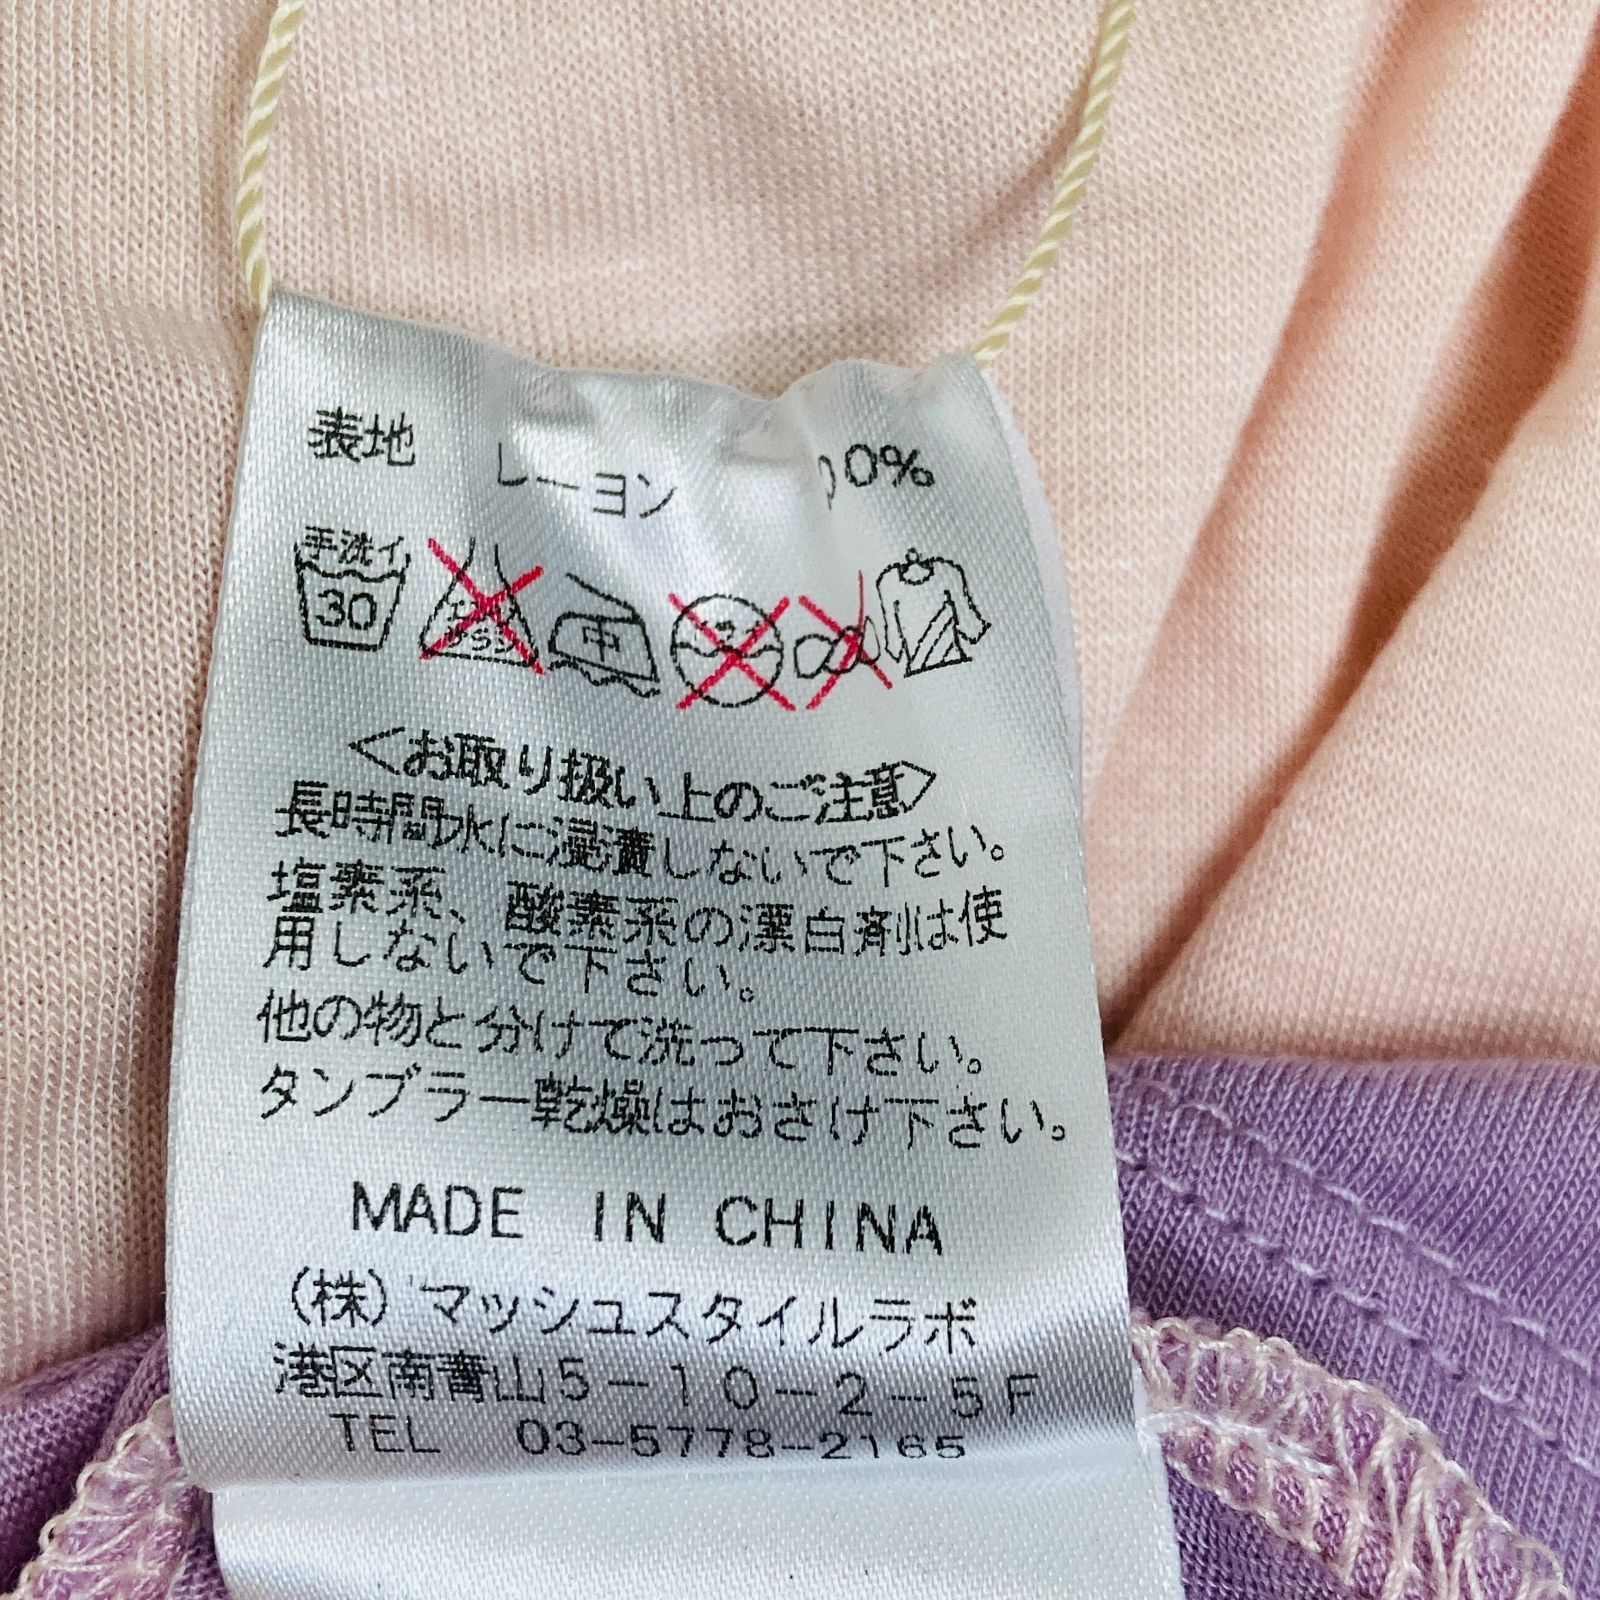 表地 レーヨン 00%
手洗イ
30
中
<お取り扱い上のご注意>
長時間水に浸漬しないで下さい。
塩素系、酸素系の漂白剤は使
用しないで下さい。
他の物と分けて洗って下さい。
タンブラー乾燥はおさけ下さい。
MADE IN CHINA
(株)マッシュスタイルラボ
港区南青山5-10-2-5F
TEL 03-5778-2165